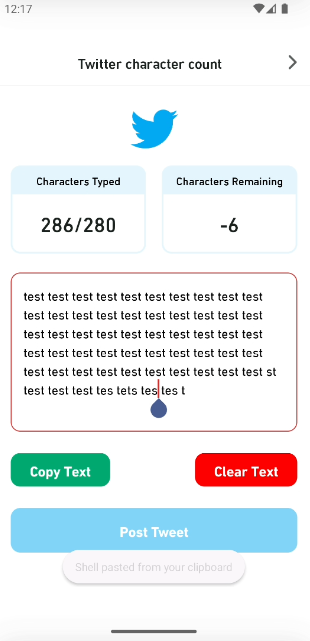 12:17
Twitter character count
Characters Typed
Characters Remaining
286/280
-6
test test test test test test test test test test
test test test test test test test test test test
test test test test test test test test test test
test test test test test test test test test test
test test test test test test test test test test st
test test test tes tets tes tes t
Copy Text
Clear Text
Post Tweet
Shell pasted from your clipboard